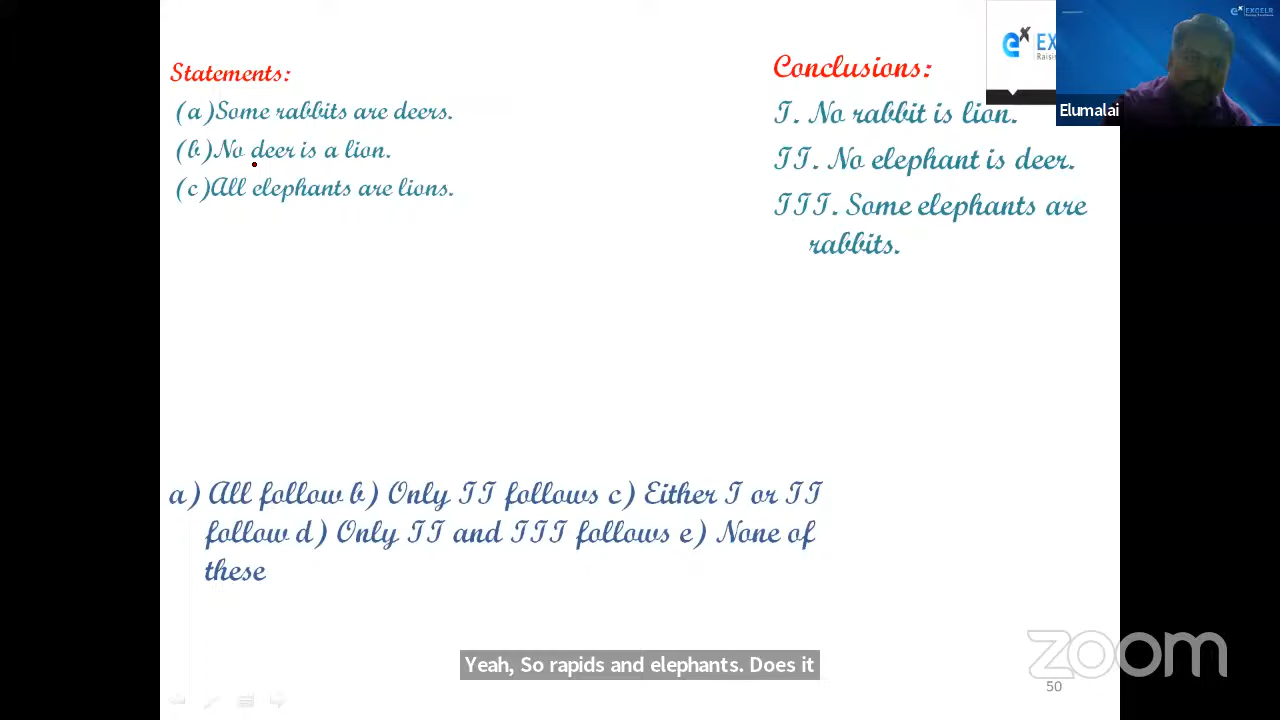 Statements:
(a)Some rabbits are deers.
(b)No deer is a lion.
(c)All elephants are lions.
Conclusions:
I. No rabbit is lion.
II. No elephant is deer.
III. Some elephants are
rabbits.
a) All follow b) Only II follows c) Either I or II
follow d) Only II and III follows e) None of
these
Yeah, So rapids and elephants. Does it
zoom
50
Elumalai
EXCELR